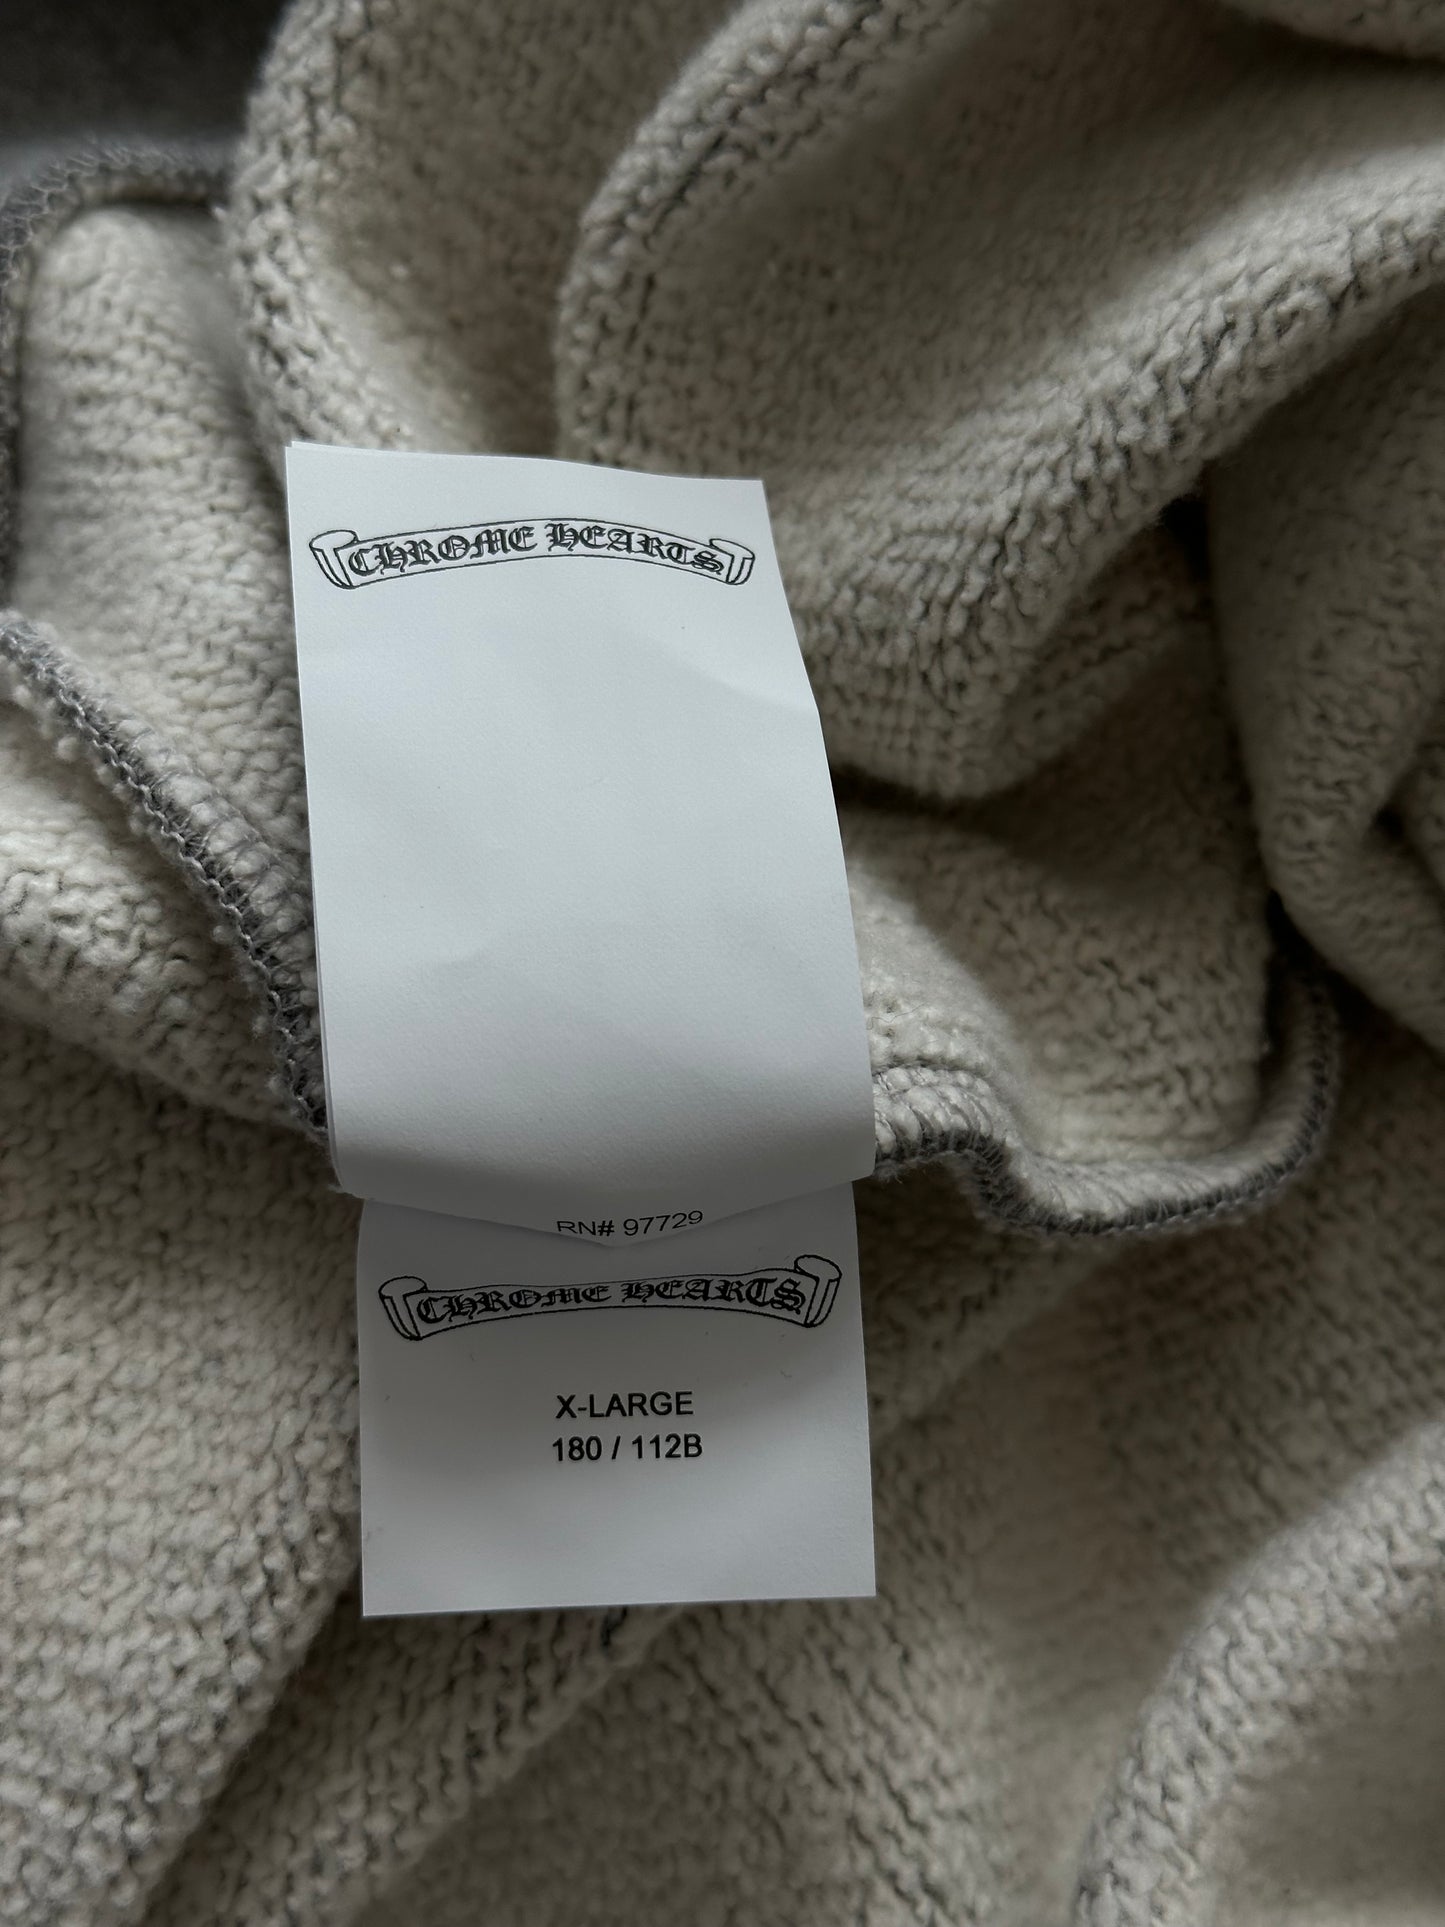 CHROME HEARTS
RN# 97729
CHROME HEARTS
X-LARGE
180 / 112B